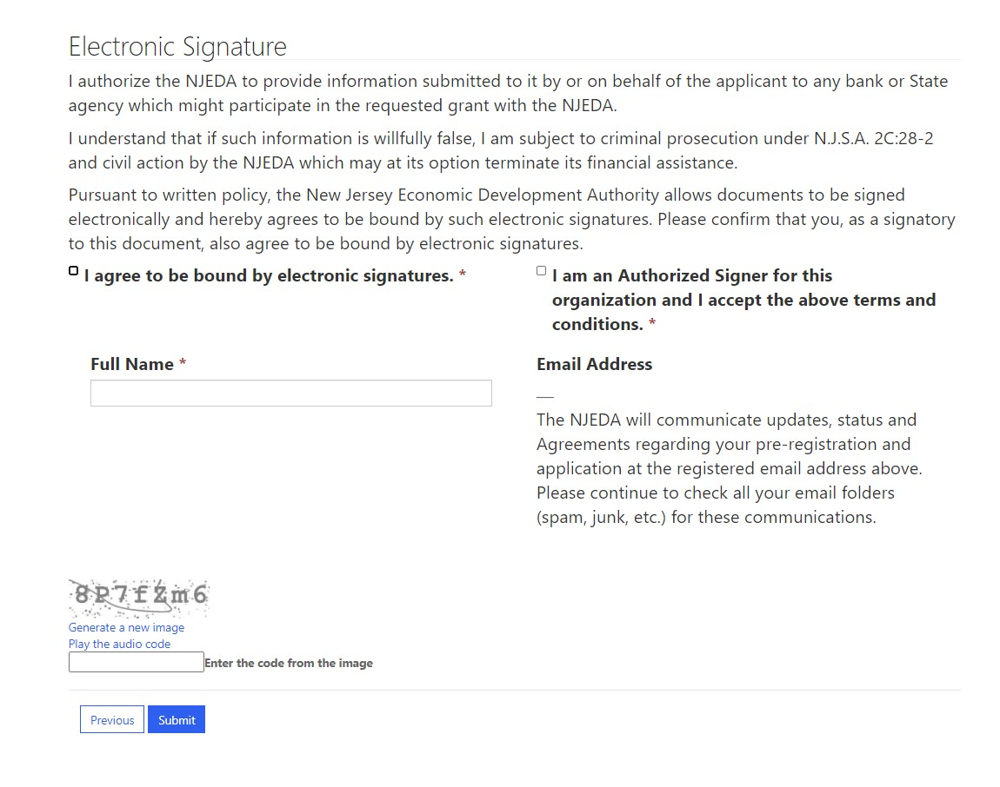 Electronic Signature
I authorize the NJEDA to provide information submitted to it by or on behalf of the applicant to any bank or State
agency which might participate in the requested grant with the NJEDA.
I understand that if such information is willfully false, I am subject to criminal prosecution under N.J.S.A. 2C:28-2
and civil action by the NJEDA which may at its option terminate its financial assistance.
Pursuant to written policy, the New Jersey Economic Development Authority allows documents to be signed
electronically and hereby agrees to be bound by such electronic signatures. Please confirm that you, as a signatory
to this document, also agree to be bound by electronic signatures.
I agree to be bound by electronic signatures. *
I am an Authorized Signer for this
organization and I accept the above terms and
conditions. *
Full Name *
Email Address
—
The NJEDA will communicate updates, status and
Agreements regarding your pre-registration and
application at the registered email address above.
Please continue to check all your email folders
(spam, junk, etc.) for these communications.
Generate a new image
Play the audio code
Enter the code from the image
Previous
Submit